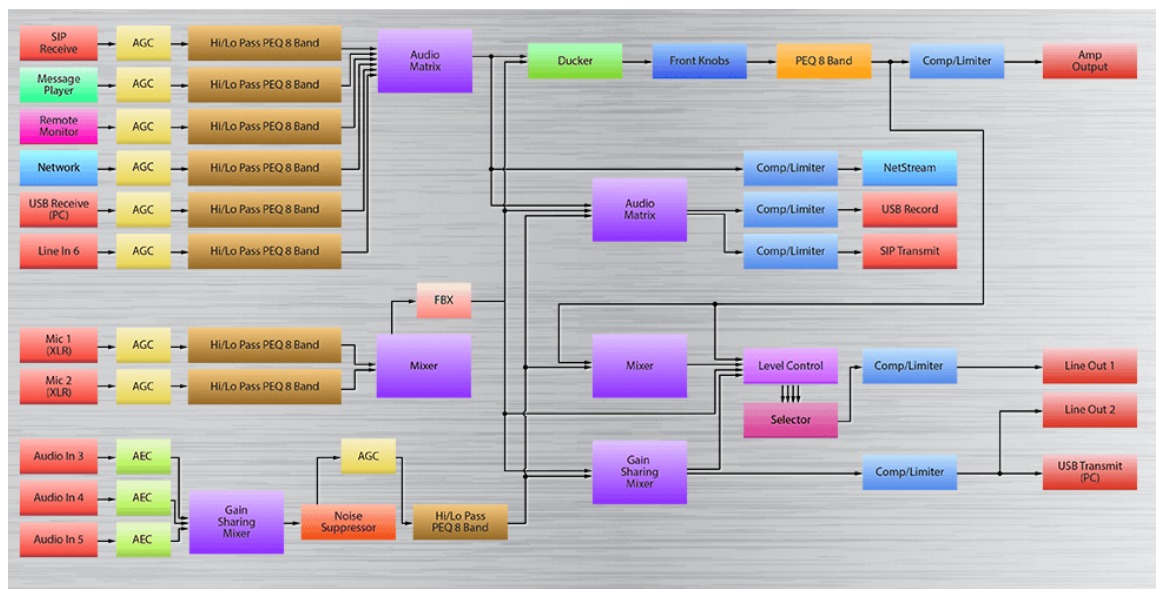 SIP
Receive
AGC
Hi/Lo Pass PEQ 8 Band
Audio
Matrix
Ducker
Front Knobs
PEQ 8 Band
Comp/Limiter
Amp
Output
Message
Player
AGC
Hi/Lo Pass PEQ 8 Band
Remote
Monitor
AGC
Hi/Lo Pass PEQ 8 Band
Network
AGC
Hi/Lo Pass PEQ 8 Band
Comp/Limiter
NetStream
USB Receive
(PC)
AGC
Hi/Lo Pass PEQ 8 Band
Audio
Matrix
Comp/Limiter
USB Record
Line In 6
AGC
Hi/Lo Pass PEQ 8 Band
Comp/Limiter
SIP Transmit
FBX
Mic 1
(XLR)
AGC
Hi/Lo Pass PEQ 8 Band
Mixer
Mic 2
(XLR)
AGC
Hi/Lo Pass PEQ 8 Band
Mixer
Level Control
Comp/Limiter
Line Out 1
Selector
Line Out 2
Audio In 3
AEC
AGC
Gain
Sharing
Mixer
Comp/Limiter
USB Transmit
(PC)
Audio In 4
AEC
Gain
Sharing
Mixer
Noise
Suppressor
Hi/Lo Pass
PEQ 8 Band
Audio In 5
AEC